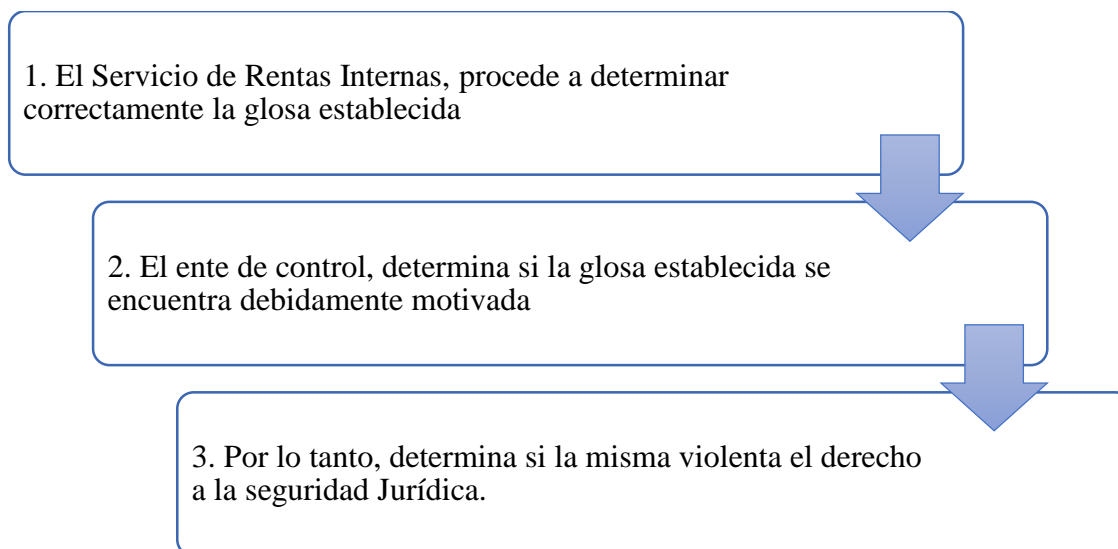 1. El Servicio de Rentas Internas, procede a determinar
correctamente la glosa establecida
2. El ente de control, determina si la glosa establecida se
encuentra debidamente motivada
3. Por lo tanto, determina si la misma violenta el derecho
a la seguridad Jurídica.